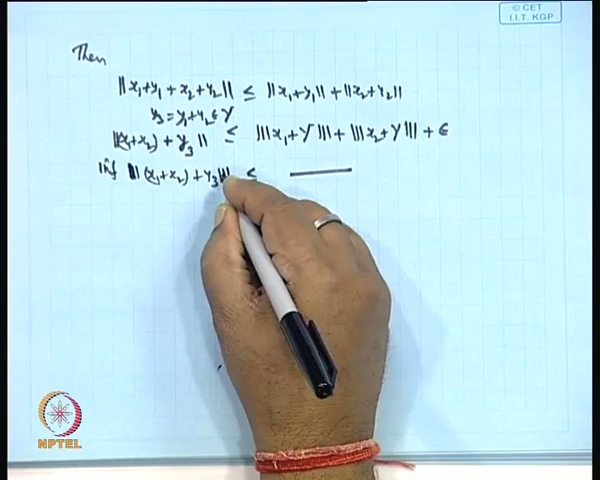 © CET
I.I.T. KGP
Then
||x₁+y₁ + x₂+y₂|| ≤ ||x₁+y₁|| + ||x₂+y₂||
y₃ = y₁+y₂ ∈ Y
||(x₁+x₂) + y₃|| ≤ |||x₁+Y||| + |||x₂+Y||| + ∈
Inf ||(x₁+x₂) + y₃|| ≤ ———
NPTEL